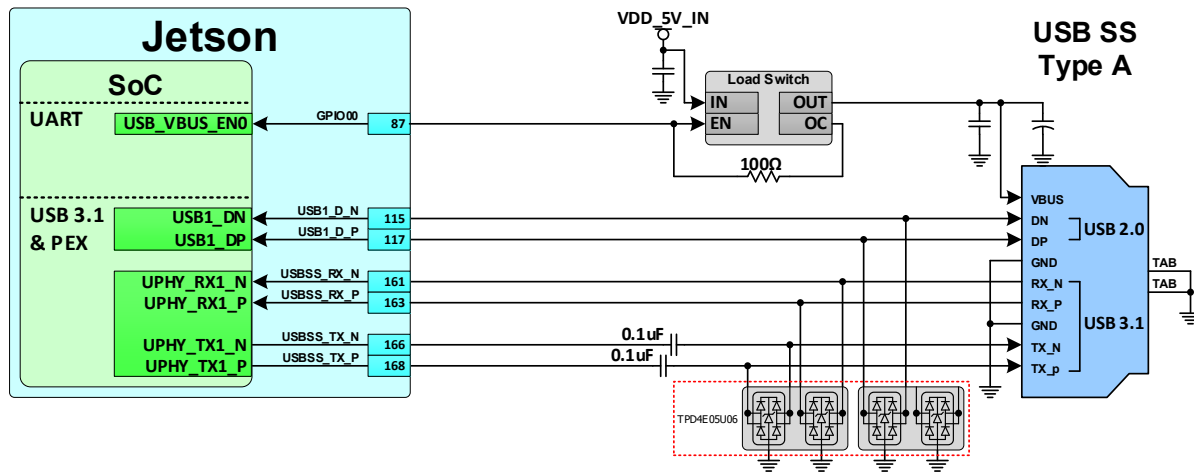 Jetson
SoC
UART
USB_VBUS_EN0
GPIO00
87
VDD_5V_IN
Load Switch
IN
OUT
EN
OC
100Ω
USB SS
Type A
USB 3.1
& PEX
USB1_DN
USB1_D_N
115
USB1_DP
USB1_D_P
117
UPHY_RX1_N
USBSS_RX_N
161
UPHY_RX1_P
USBSS_RX_P
163
UPHY_TX1_N
USBSS_TX_N
166
0.1uF
UPHY_TX1_P
USBSS_TX_P
168
0.1uF
VBUS
DN
DP
USB 2.0
GND
RX_N
RX_P
GND
USB 3.1
TX_N
TX_p
TAB
TAB
TPD4E05U06